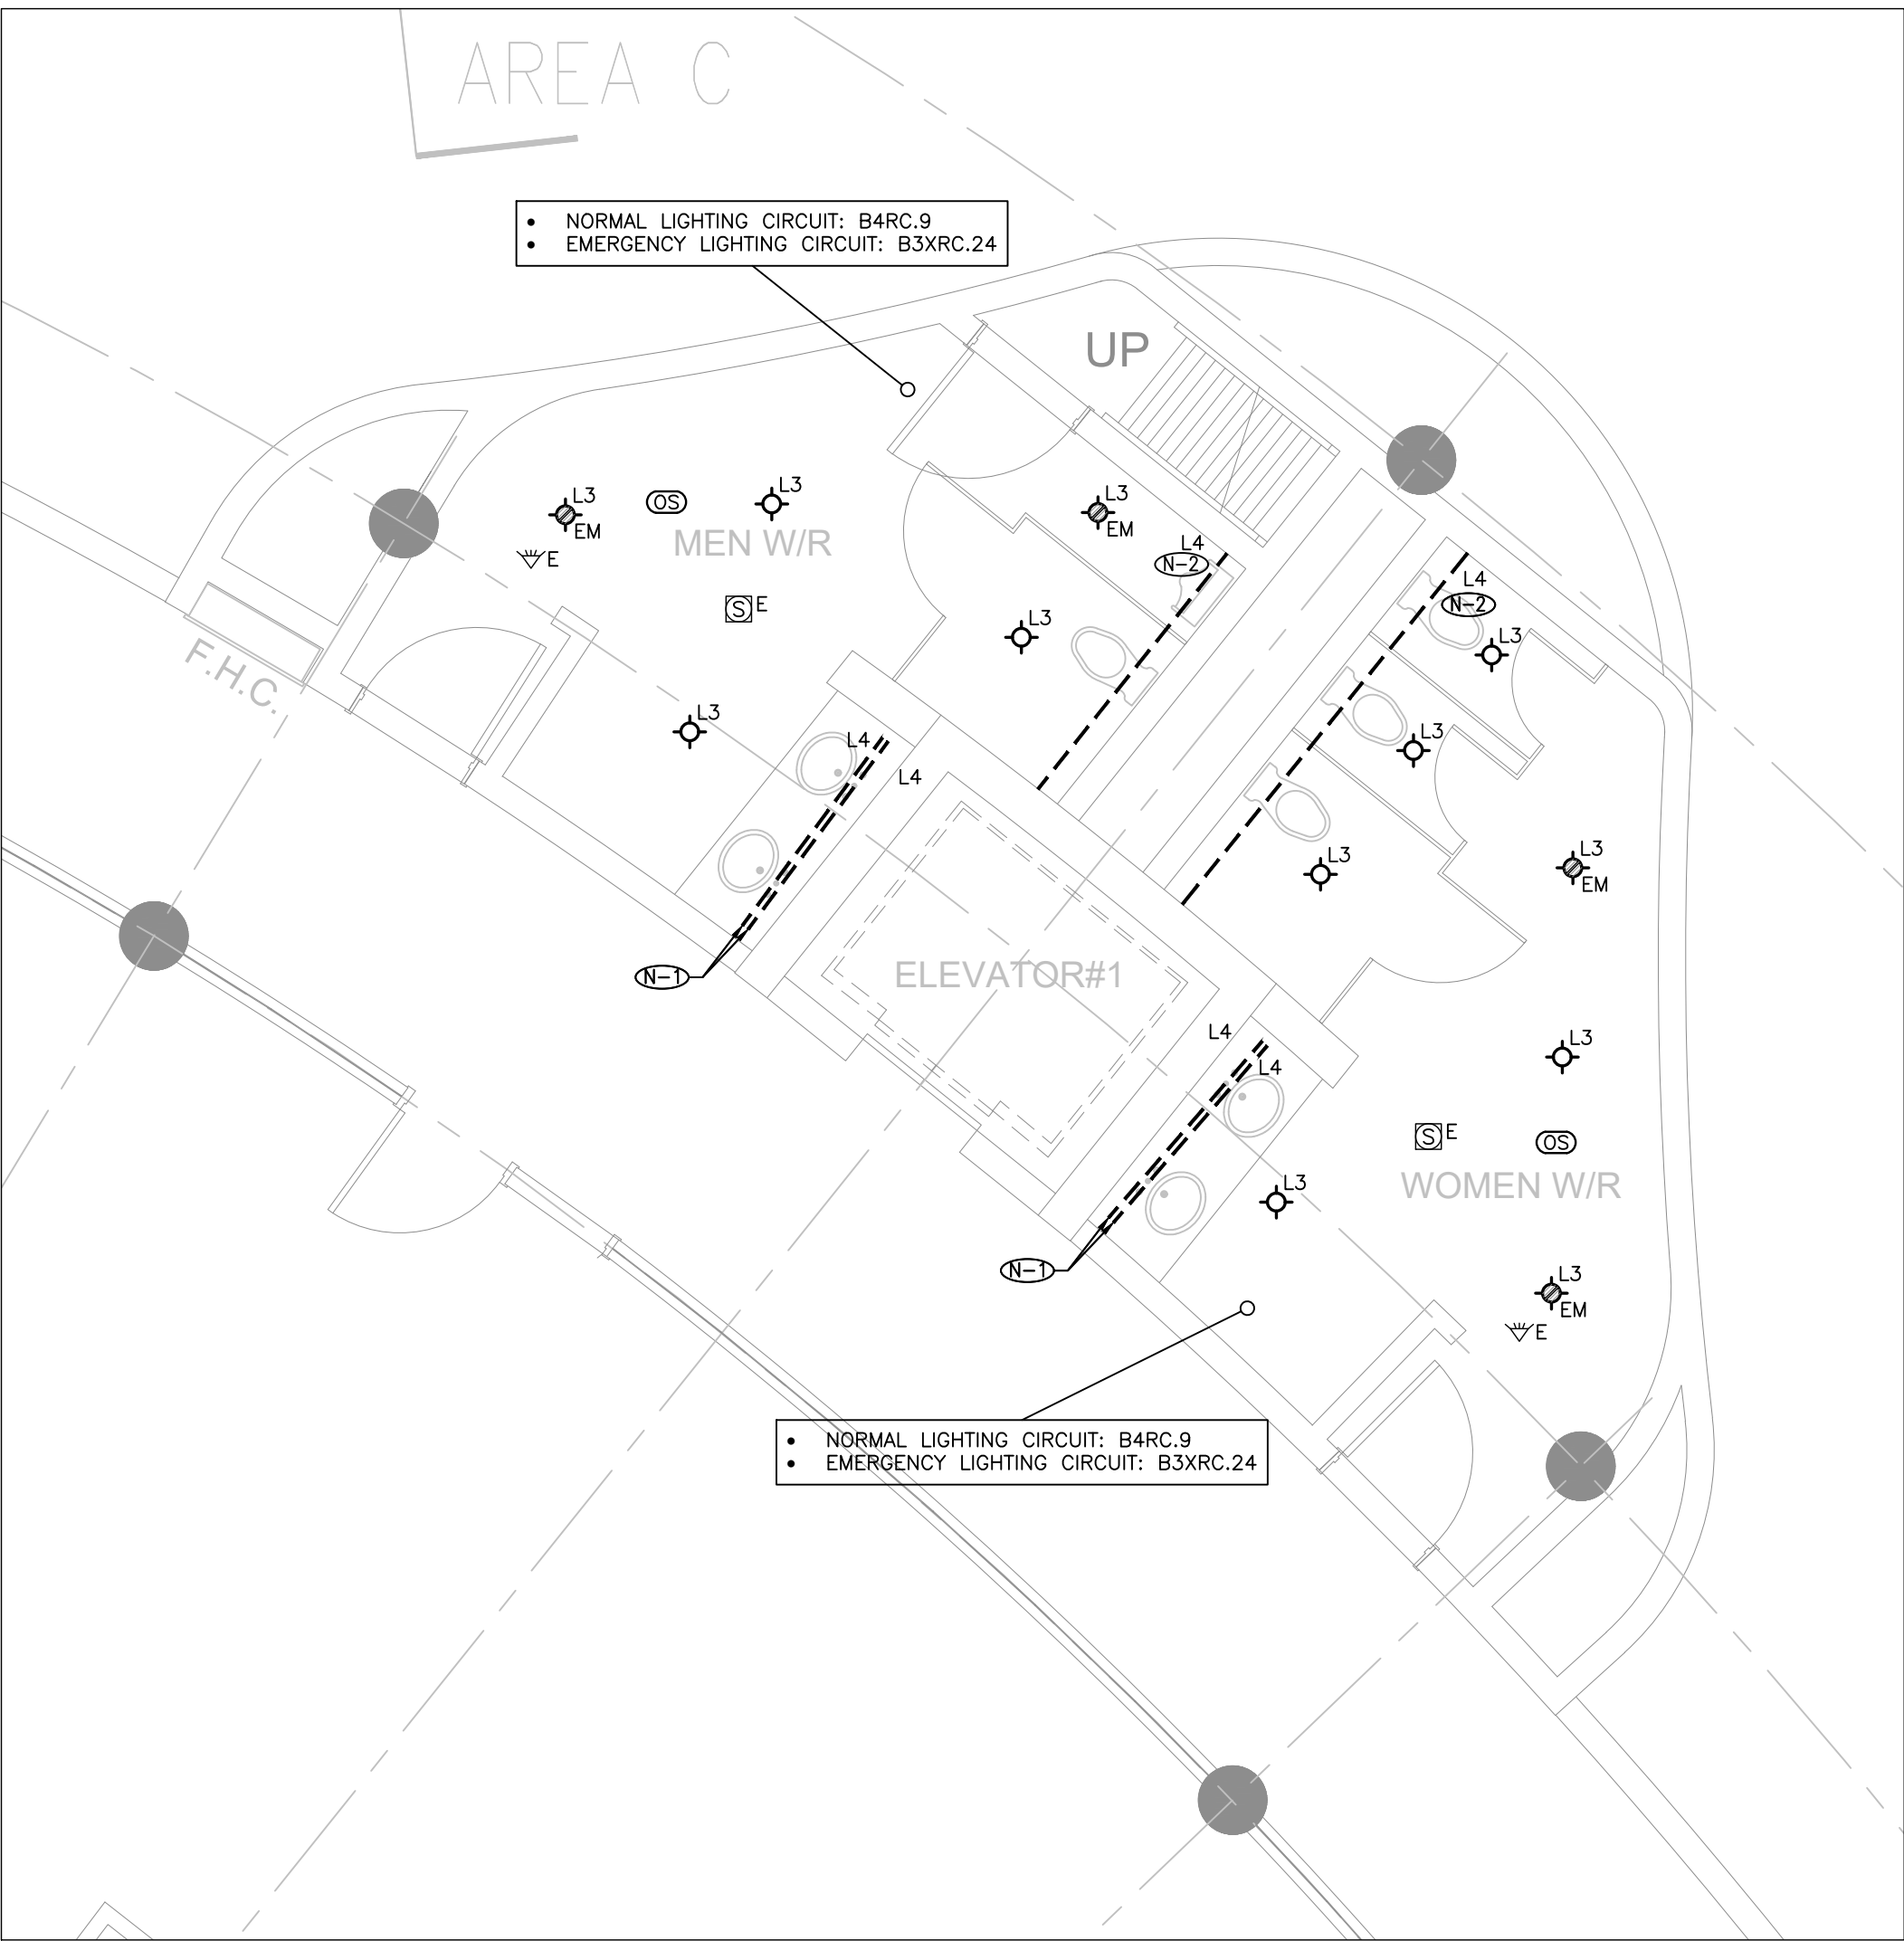 AREA C
• NORMAL LIGHTING CIRCUIT: B4RC.9
• EMERGENCY LIGHTING CIRCUIT: B3XRC.24
UP
L3
EM
OS
L3
L3
EM
MEN W/R
E
L4
N-2
L4
N-2
S E
L3
L3
F.H.C.
L3
L4
L4
L3
L3
L3
EM
N-1
ELEVATOR#1
L4
L4
L3
S E
OS
WOMEN W/R
L3
N-1
L3
EM
E
• NORMAL LIGHTING CIRCUIT: B4RC.9
• EMERGENCY LIGHTING CIRCUIT: B3XRC.24